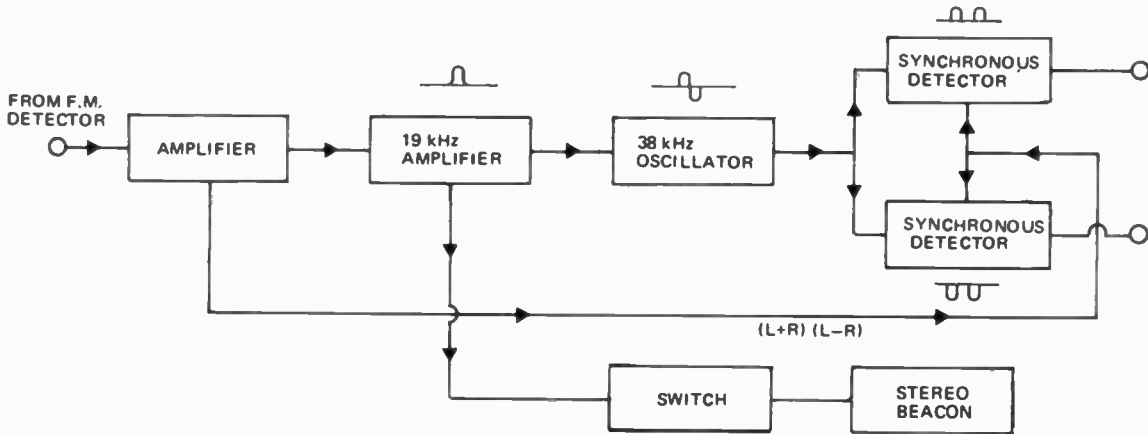 FROM F.M.
DETECTOR
AMPLIFIER
19 kHz
AMPLIFIER
38 kHz
OSCILLATOR
SYNCHRONOUS
DETECTOR
SYNCHRONOUS
DETECTOR
(L+R) (L–R)
SWITCH
STEREO
BEACON